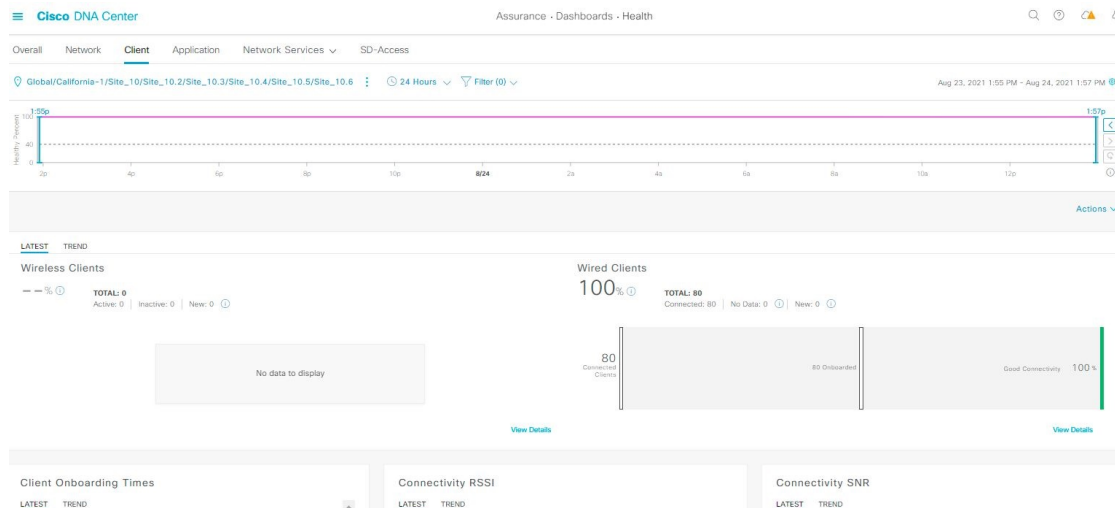 Cisco DNA Center
Assurance · Dashboards · Health
Overall Network Client Application Network Services SD-Access
Global/California-1/Site_10/Site_10.2/Site_10.3/Site_10.4/Site_10.5/Site_10.6 24 Hours Filter (0)
Aug 23, 2021 1:55 PM - Aug 24, 2021 1:57 PM
1:55p 1:57p
Healthy Percent
100
40
0
2p 4p 6p 8p 10p 8/24 2a 4a 6a 8a 10a 12p
Actions
LATEST TREND
Wireless Clients
--%
TOTAL: 0
Active: 0 | Inactive: 0 | New: 0
No data to display
View Details
Wired Clients
100%
TOTAL: 80
Connected: 80 | No Data: 0 | New: 0
80
Connected
Clients
80 Onboarded
Good Connectivity 100 %
View Details
Client Onboarding Times
LATEST TREND
Connectivity RSSI
LATEST TREND
Connectivity SNR
LATEST TREND